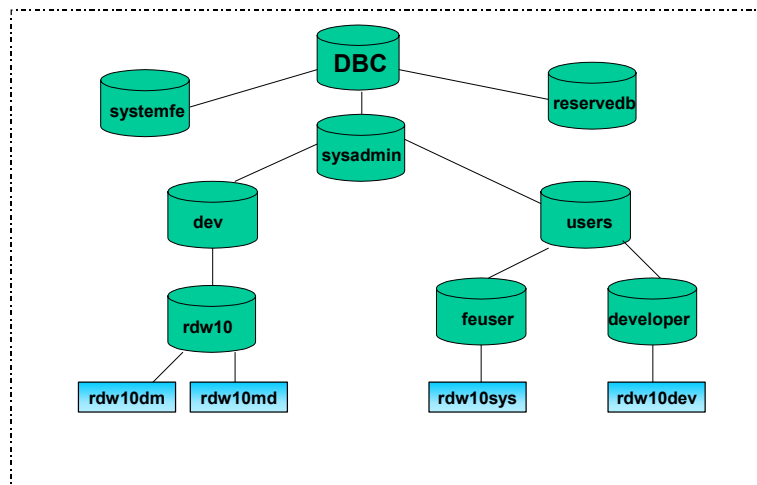 DBC
systemfe
reservedb
sysadmin
dev
users
rdw10
feuser
developer
rdw10dm
rdw10md
rdw10sys
rdw10dev